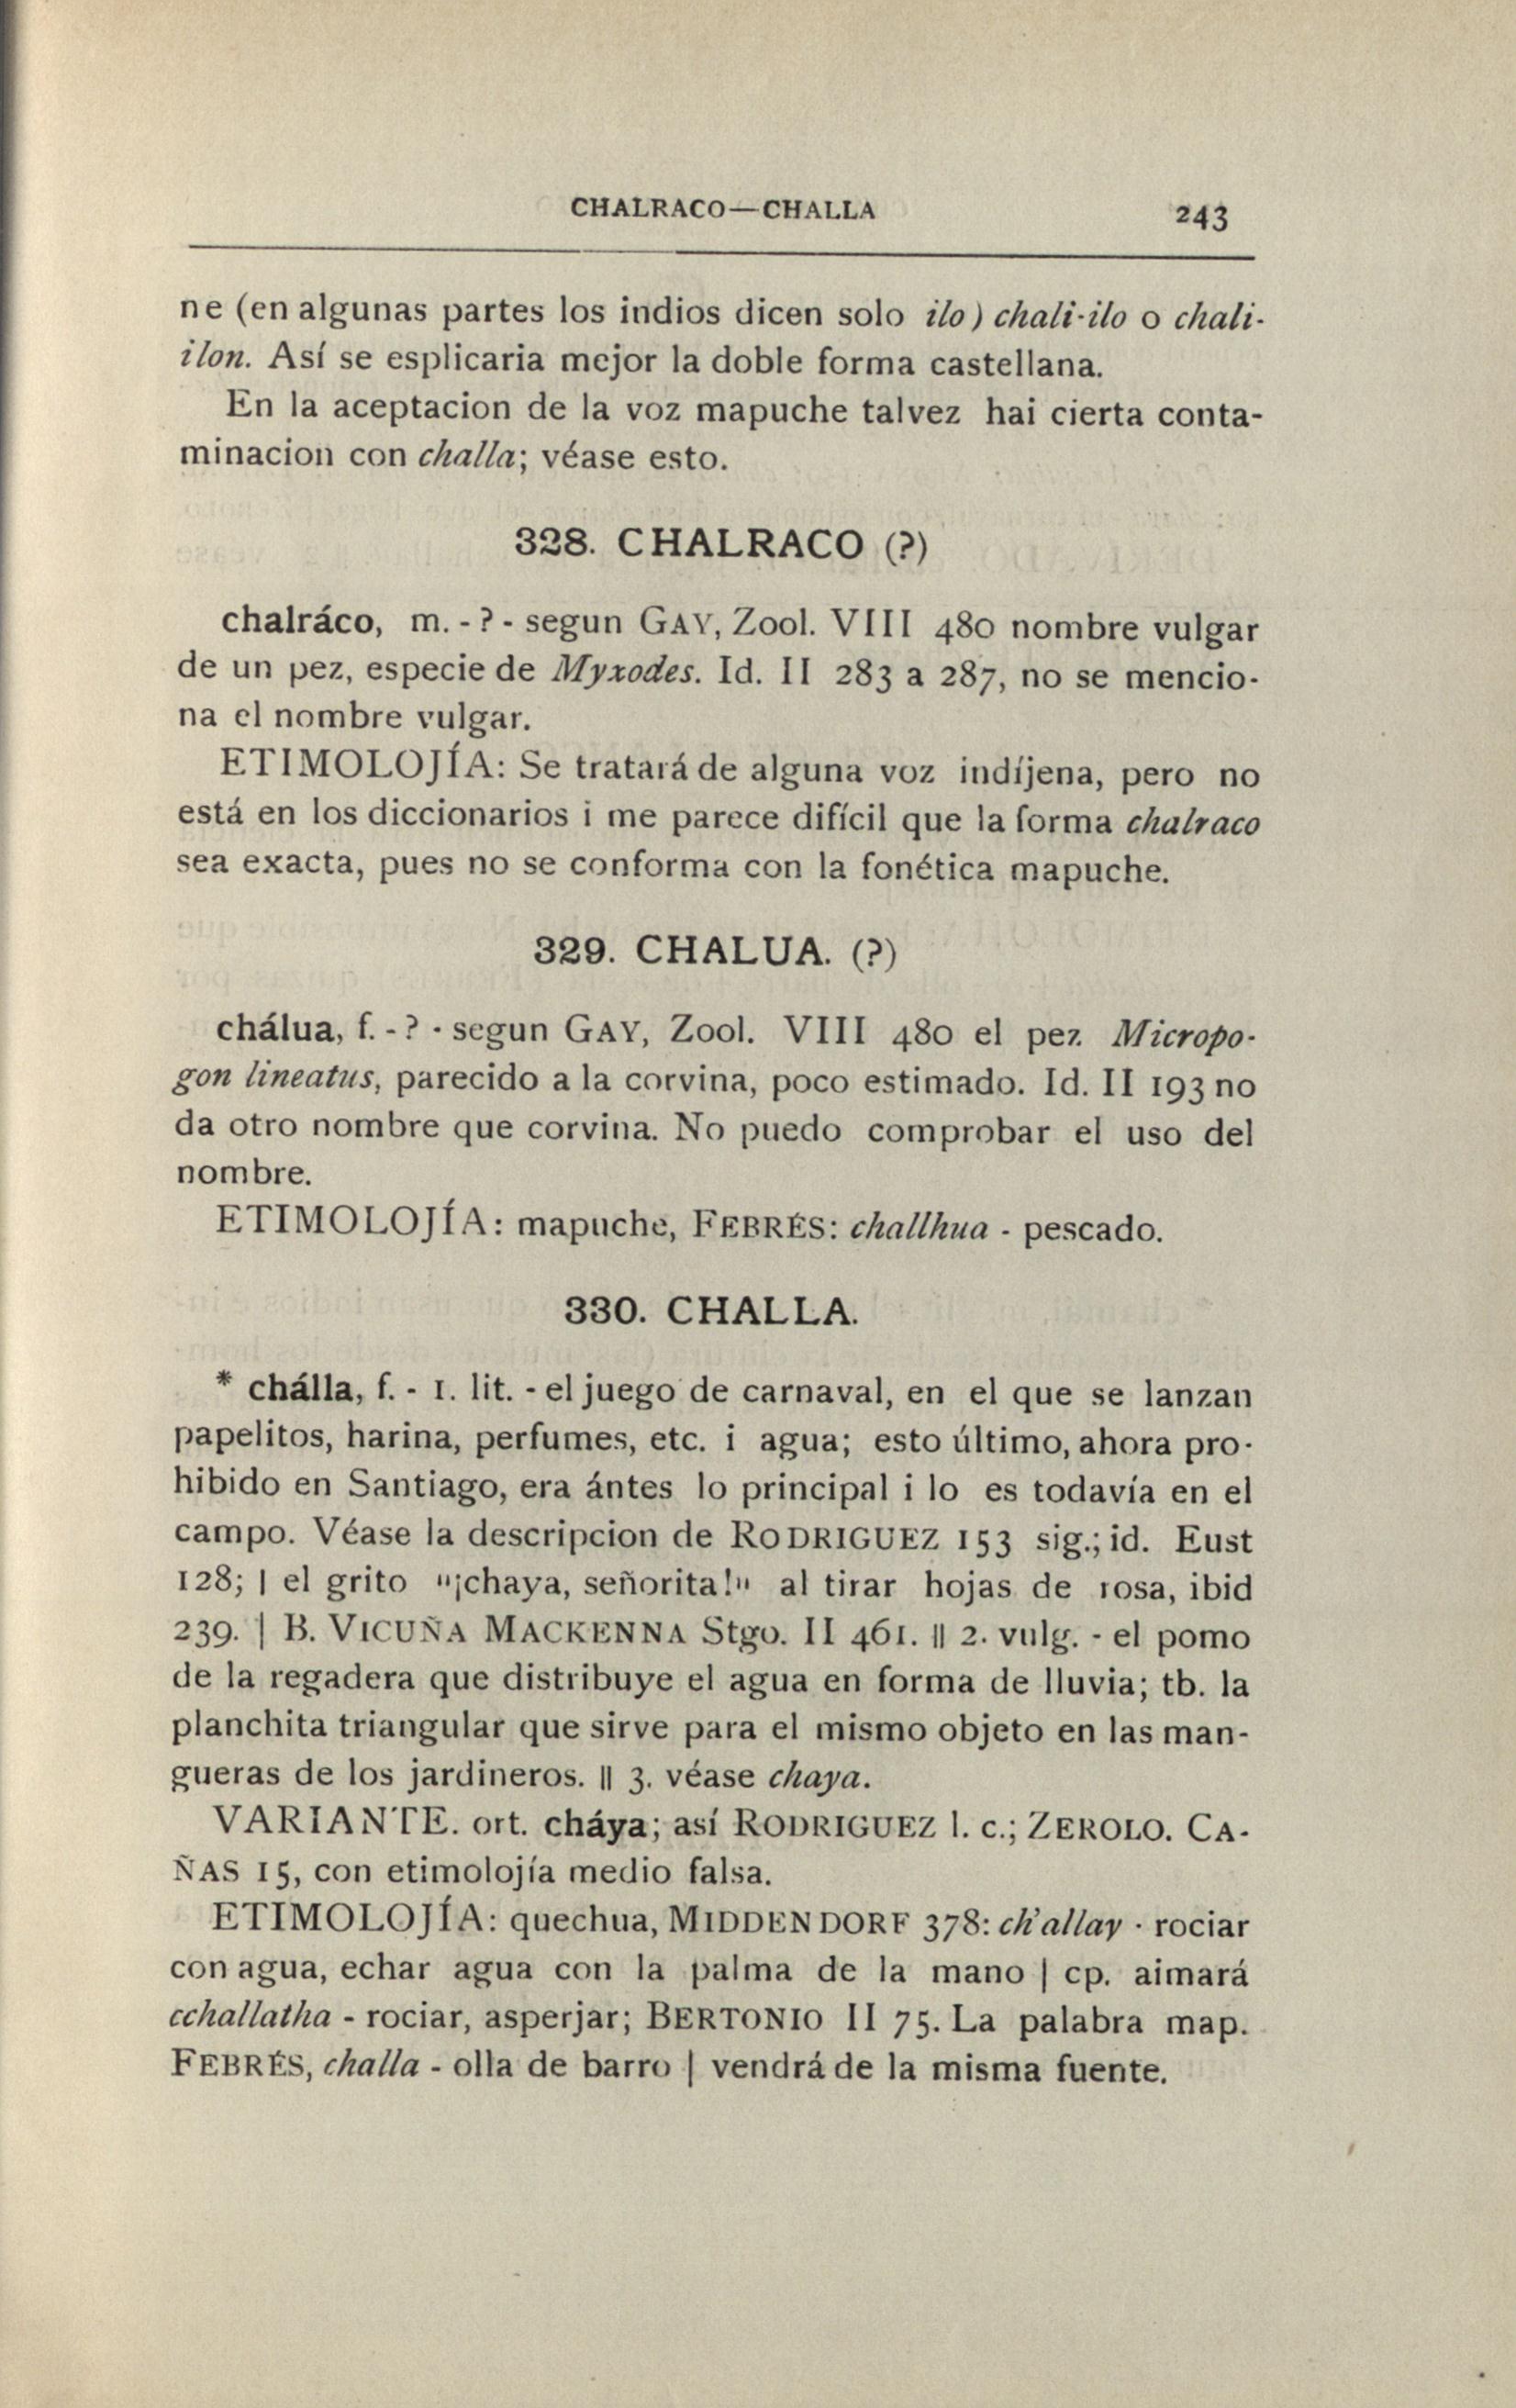 CHALRACO—CHALLA 243
ne (en algunas partes los indios dicen solo ilo) chali-ilo o chali-
ilon. Así se esplicaria mejor la doble forma castellana.
En la aceptacion de la voz mapuche talvez hai cierta conta-
minacion con challa; véase esto.
328. CHALRACO (?)
chalráco, m. - ? - segun GAY, Zool. VIII 480 nombre vulgar
de un pez, especie de Myxodes. Id. II 283 a 287, no se mencio-
na el nombre vulgar.
ETIMOLOJÍA: Se tratará de alguna voz indíjena, pero no
está en los diccionarios i me parece difícil que la forma chalraco
sea exacta, pues no se conforma con la fonética mapuche.
329. CHALUA. (?)
chálua, f. - ? - segun GAY, Zool. VIII 480 el pez Micropo-
gon lineatus, parecido a la corvina, poco estimado. Id. II 193 no
da otro nombre que corvina. No puedo comprobar el uso del
nombre.
ETIMOLOJÍA: mapuche, FEBRÉS: challhua - pescado.
330. CHALLA.
* chálla, f. - 1. lit. - el juego de carnaval, en el que se lanzan
papelitos, harina, perfumes, etc. i agua; esto último, ahora pro-
hibido en Santiago, era ántes lo principal i lo es todavía en el
campo. Véase la descripcion de RODRIGUEZ 153 sig.; id. Eust
128; | el grito "¡chaya, señorita!" al tirar hojas de rosa, ibid
239. | B. VICUÑA MACKENNA Stgo. II 461. || 2. vulg. - el pomo
de la regadera que distribuye el agua en forma de lluvia; tb. la
planchita triangular que sirve para el mismo objeto en las man-
gueras de los jardineros. || 3. véase chaya.
VARIANTE. ort. cháya; así RODRIGUEZ l. c.; ZEROLO. CA-
ÑAS 15, con etimolojía medio falsa.
ETIMOLOJÍA: quechua, MIDDENDORF 378: ch'allay - rociar
con agua, echar agua con la palma de la mano | cp. aimará
cchallatha - rociar, asperjar; BERTONIO II 75. La palabra map.
FEBRÉS, challa - olla de barro | vendrá de la misma fuente.